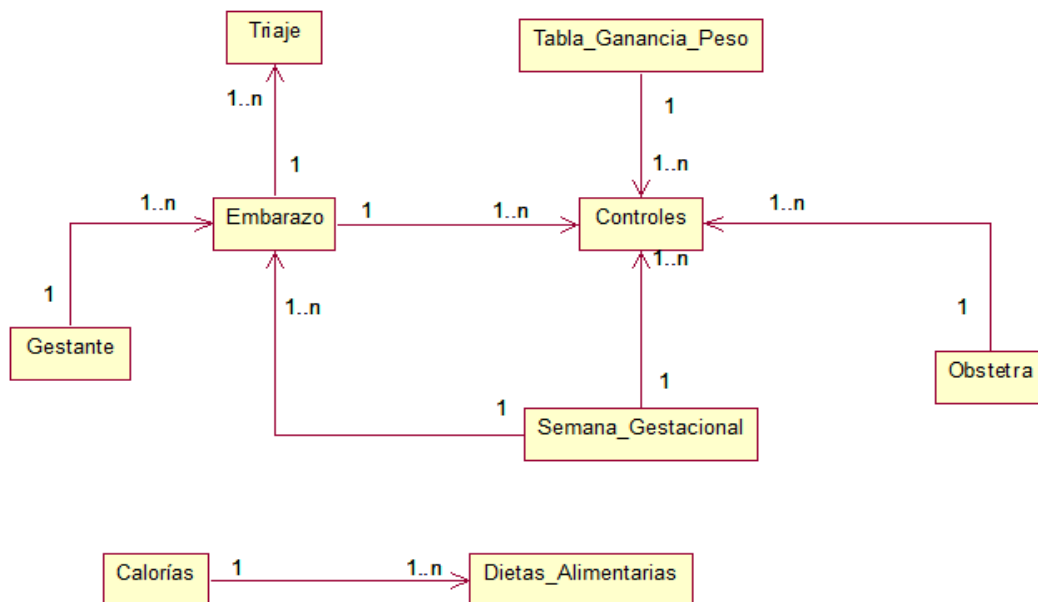 Triaje
Tabla_Ganancia_Peso
1..n
1
1
1..n
1..n
Embarazo
1
1..n
Controles
1..n
1..n
1..n
1
1
Gestante
Obstetra
1
1
Semana_Gestacional
Calorías
1
1..n
Dietas_Alimentarias